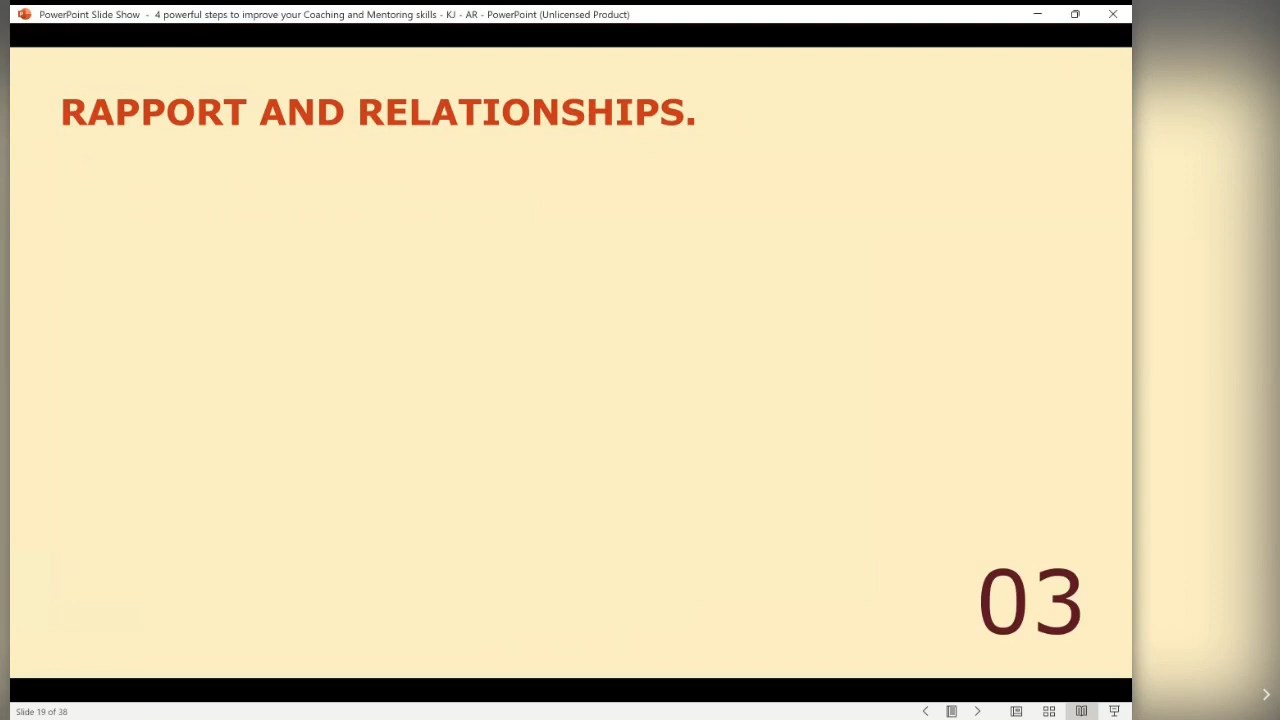 PowerPoint Slide Show - 4 powerful steps to improve your Coaching and Mentoring skills - KJ - AR - PowerPoint (Unlicensed Product)
RAPPORT AND RELATIONSHIPS.
03
Slide 19 of 38